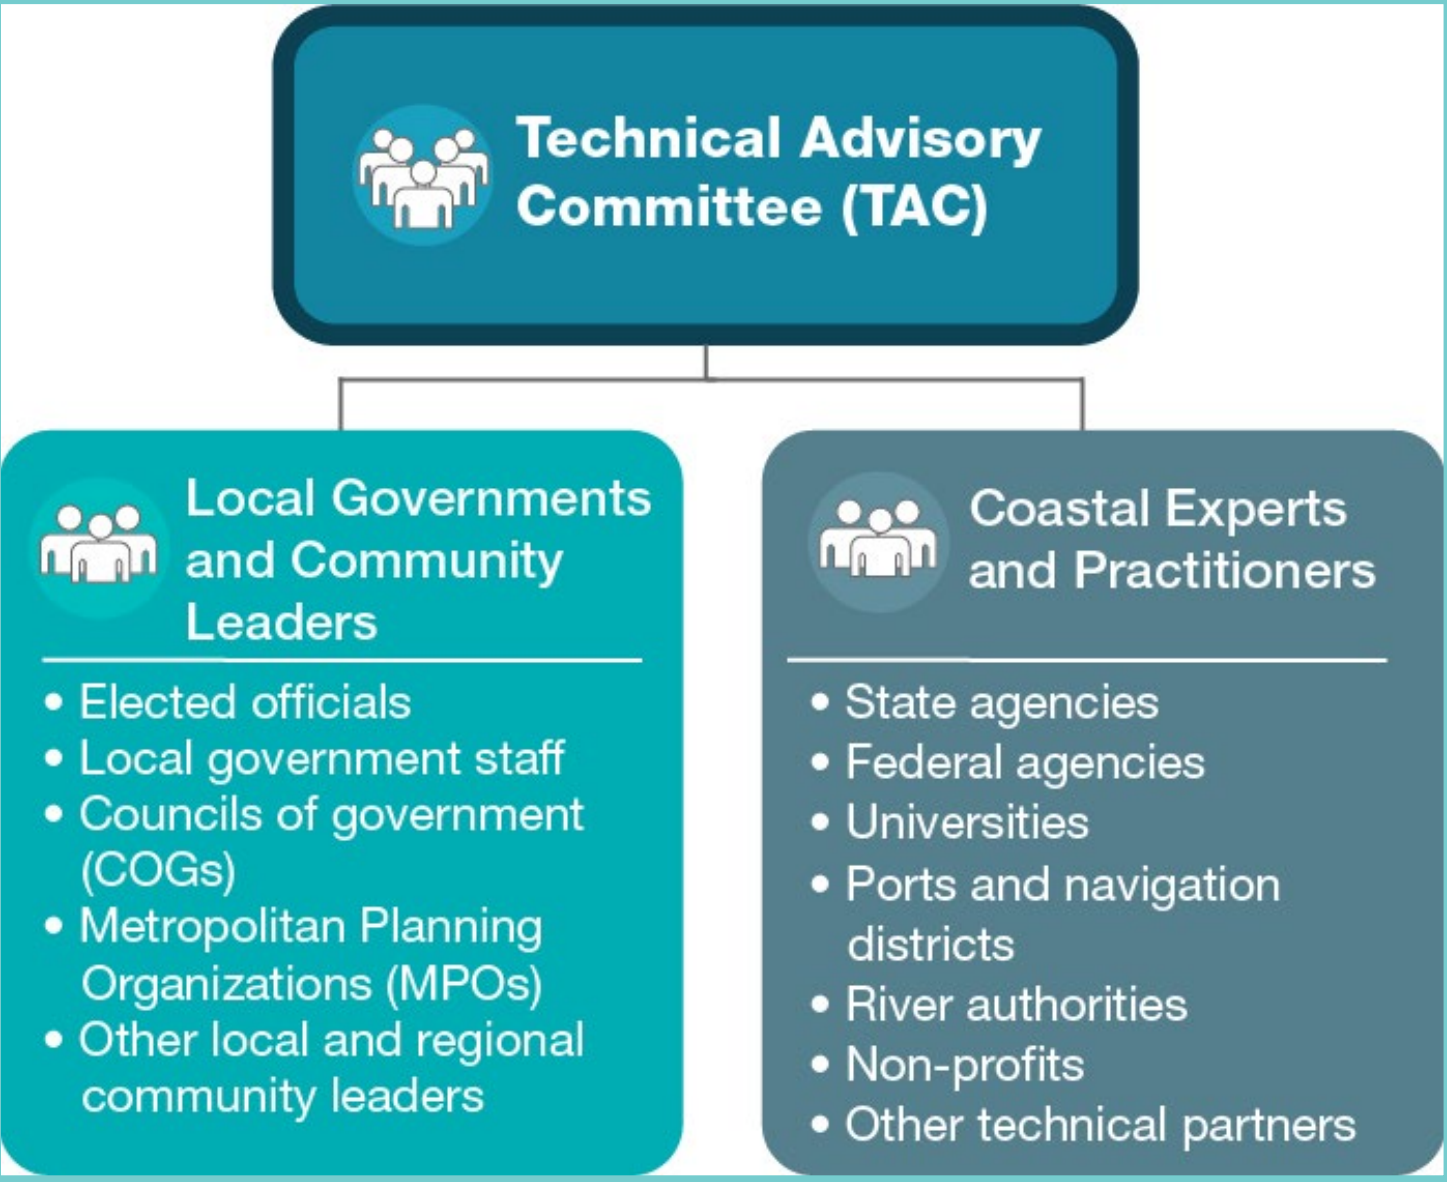 Technical Advisory
Committee (TAC)
Local Governments
and Community
Leaders
• Elected officials
• Local government staff
• Councils of government
(COGs)
• Metropolitan Planning
Organizations (MPOs)
• Other local and regional
community leaders
Coastal Experts
and Practitioners
• State agencies
• Federal agencies
• Universities
• Ports and navigation
districts
• River authorities
• Non-profits
• Other technical partners